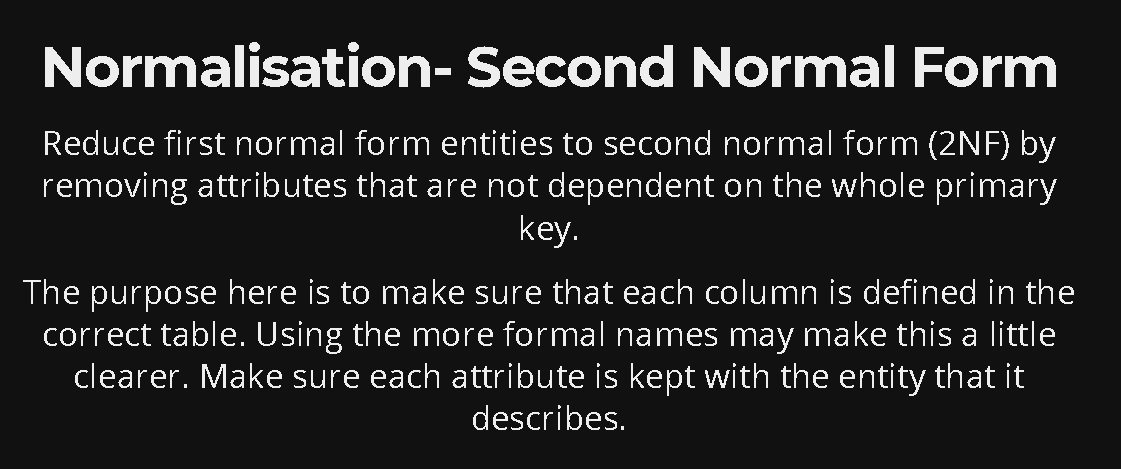 Normalisation- Second Normal Form
Reduce first normal form entities to second normal form (2NF) by
removing attributes that are not dependent on the whole primary
key.
The purpose here is to make sure that each column is defined in the
correct table. Using the more formal names may make this a little
clearer. Make sure each attribute is kept with the entity that it
describes.